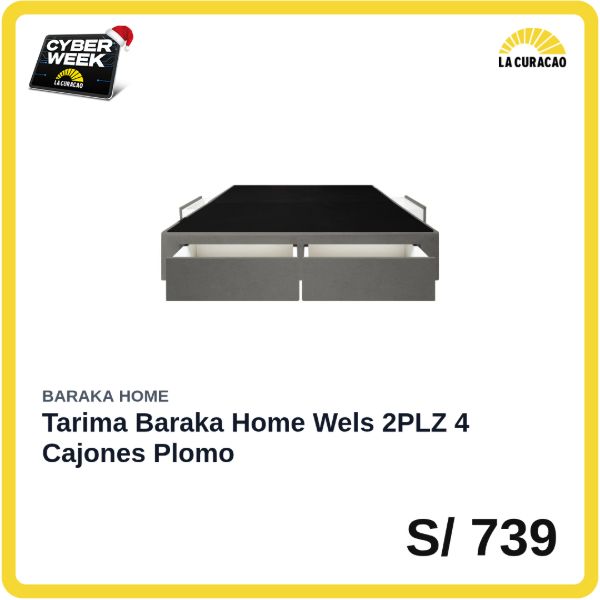 CYBER
WEEK
LA CURACAO
LA CURACAO
BARAKA HOME
Tarima Baraka Home Wels 2PLZ 4
Cajones Plomo
S/ 739